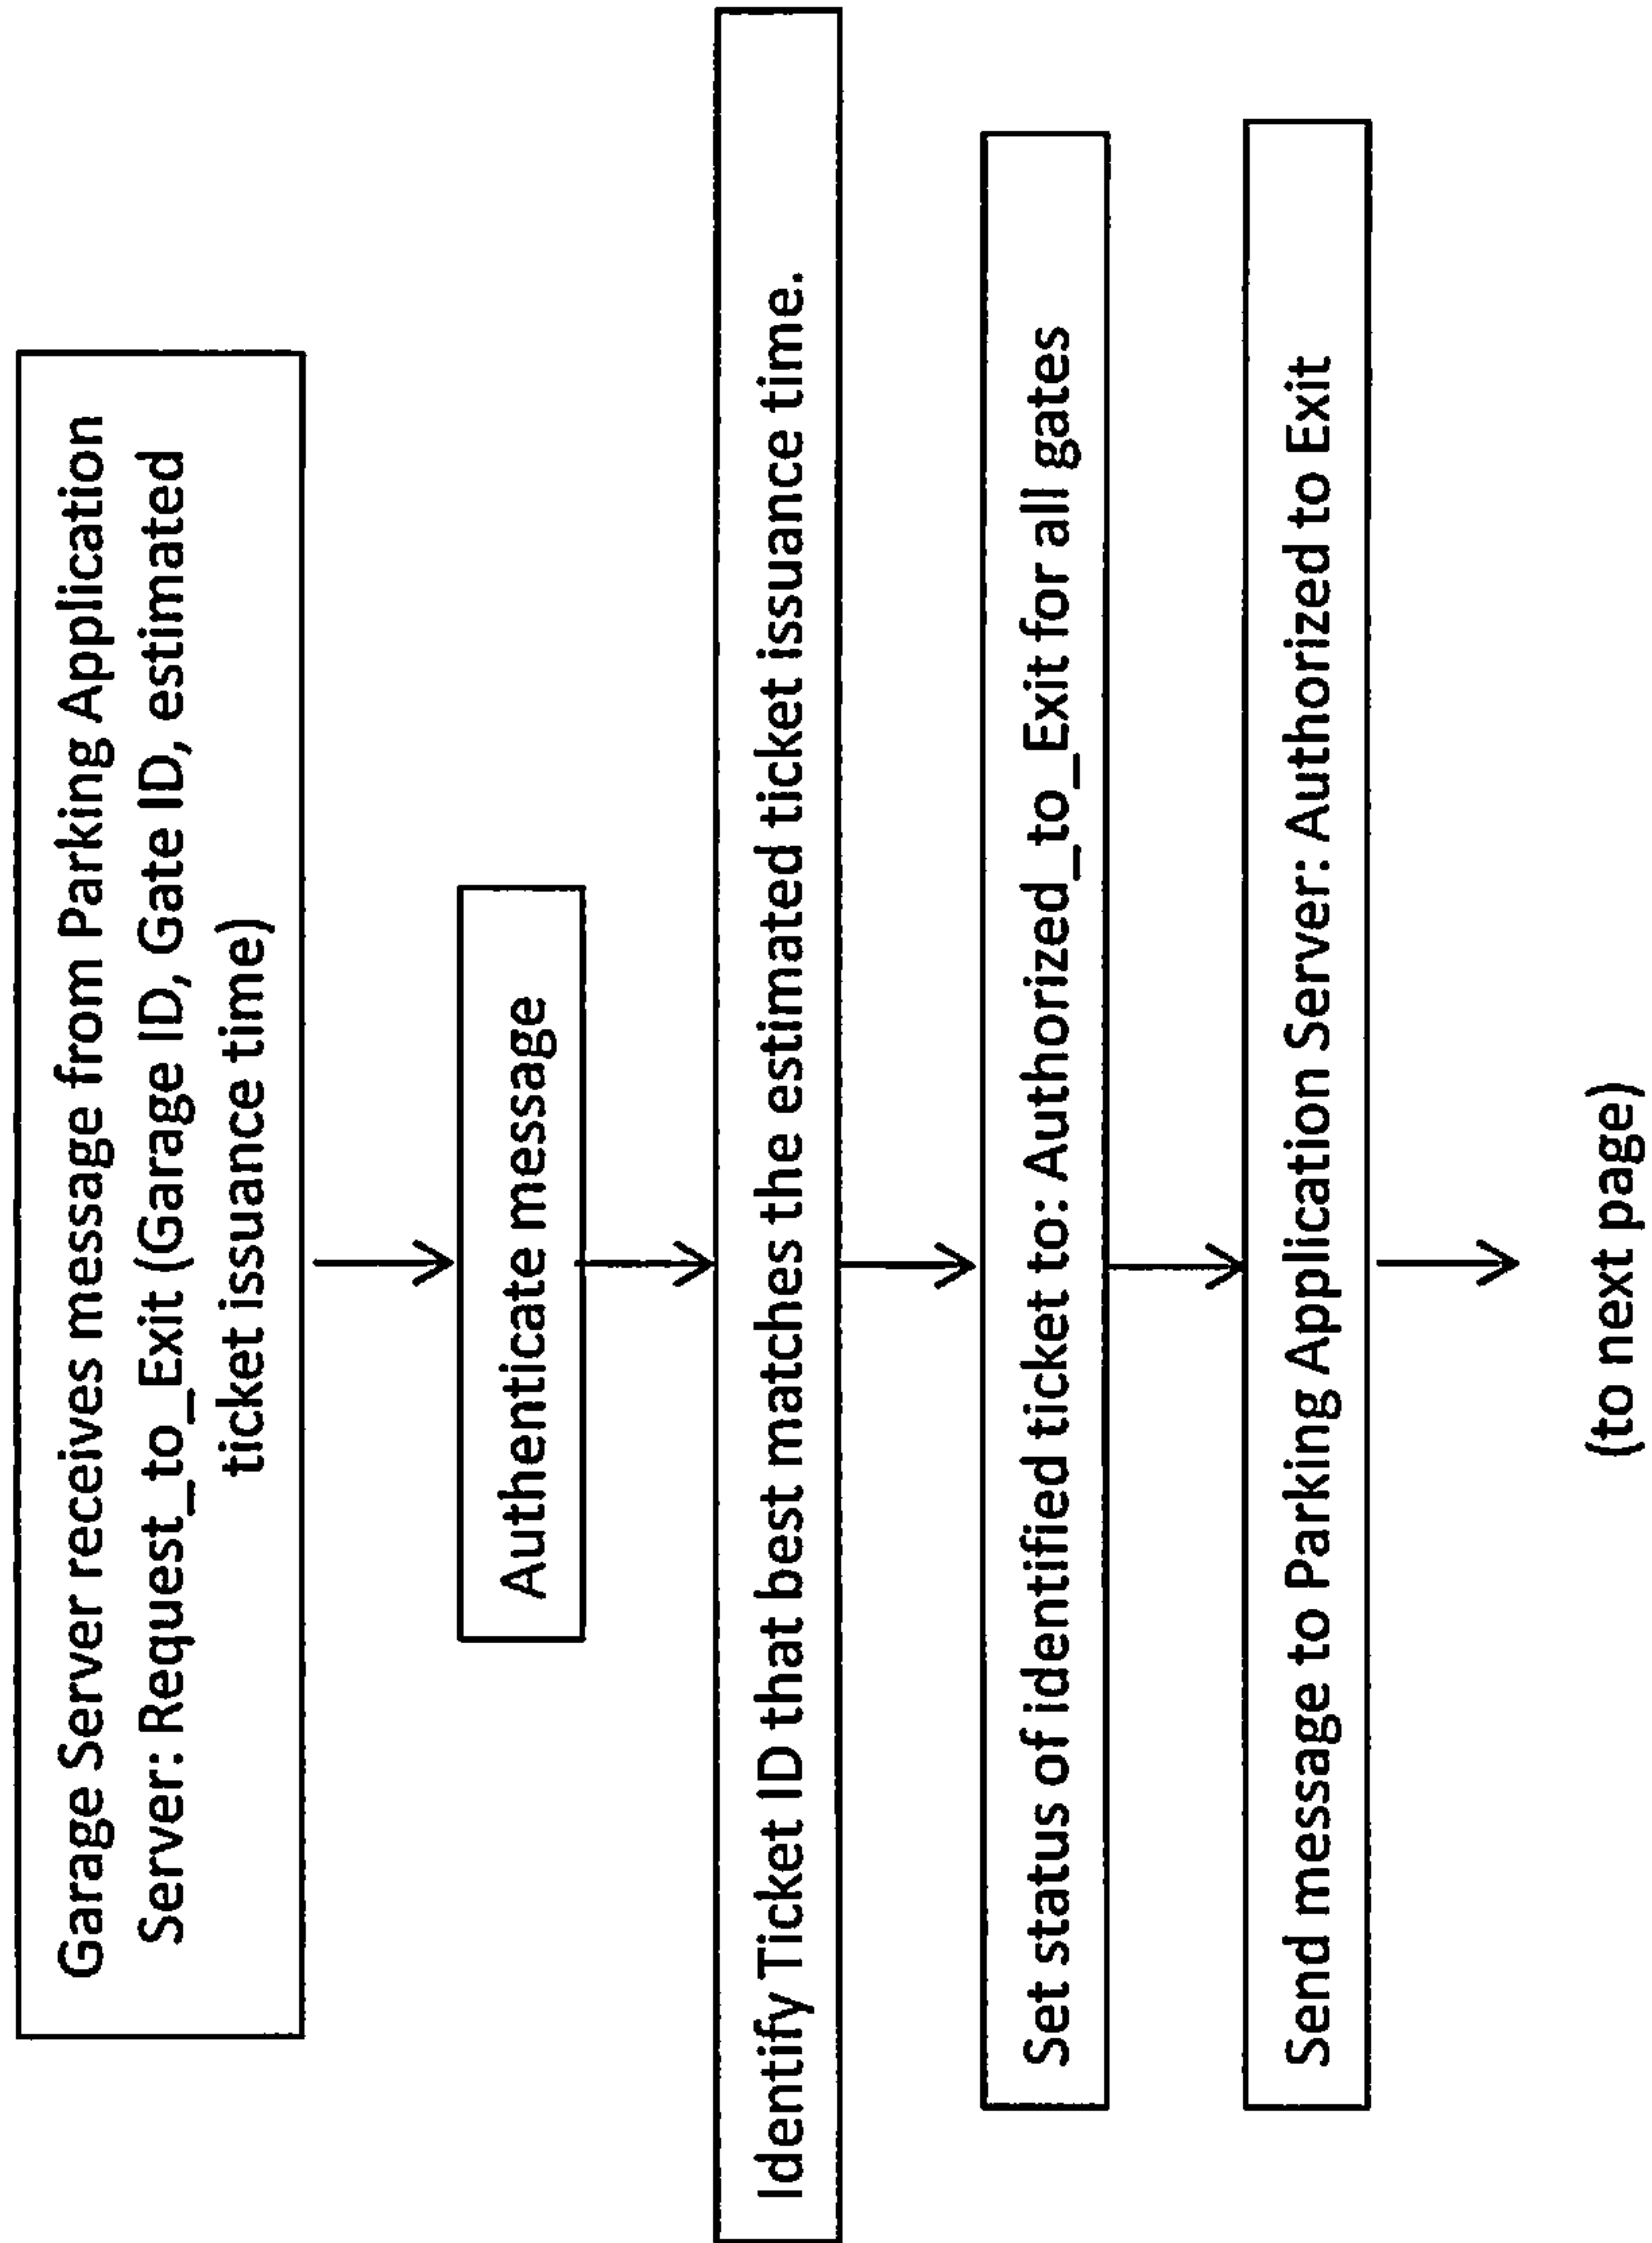 Garage Server receives message from Parking Application
Server: Request_to_Exit (Garage ID, Gate ID, estimated
ticket issuance time)
Authenticate message
Identify Ticket ID that best matches the estimated ticket issuance time.
Set status of identified ticket to: Authorized_to_Exit for all gates
Send message to Parking Application Server: Authorized to Exit
(to next page)